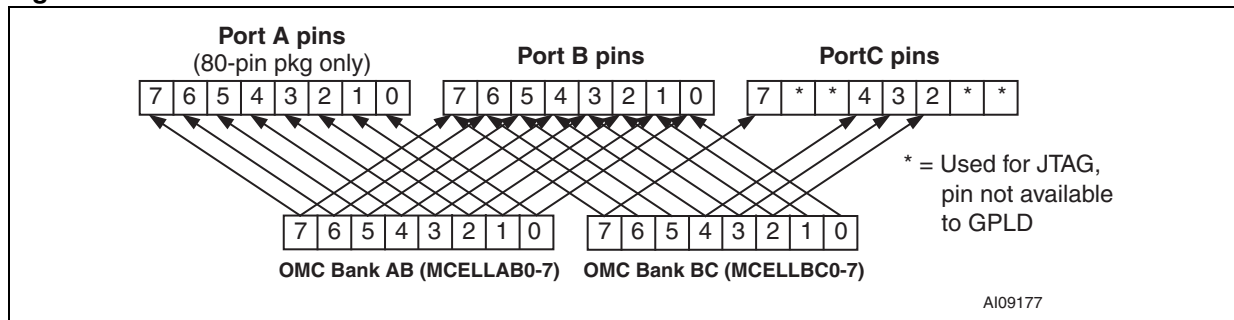 Port A pins
(80-pin pkg only)
Port B pins
PortC pins
7 6 5 4 3 2 1 0
7 6 5 4 3 2 1 0
7 * * 4 3 2 * *
* = Used for JTAG,
pin not available
to GPLD
7 6 5 4 3 2 1 0
7 6 5 4 3 2 1 0
OMC Bank AB (MCELLAB0-7)
OMC Bank BC (MCELLBC0-7)
AI09177